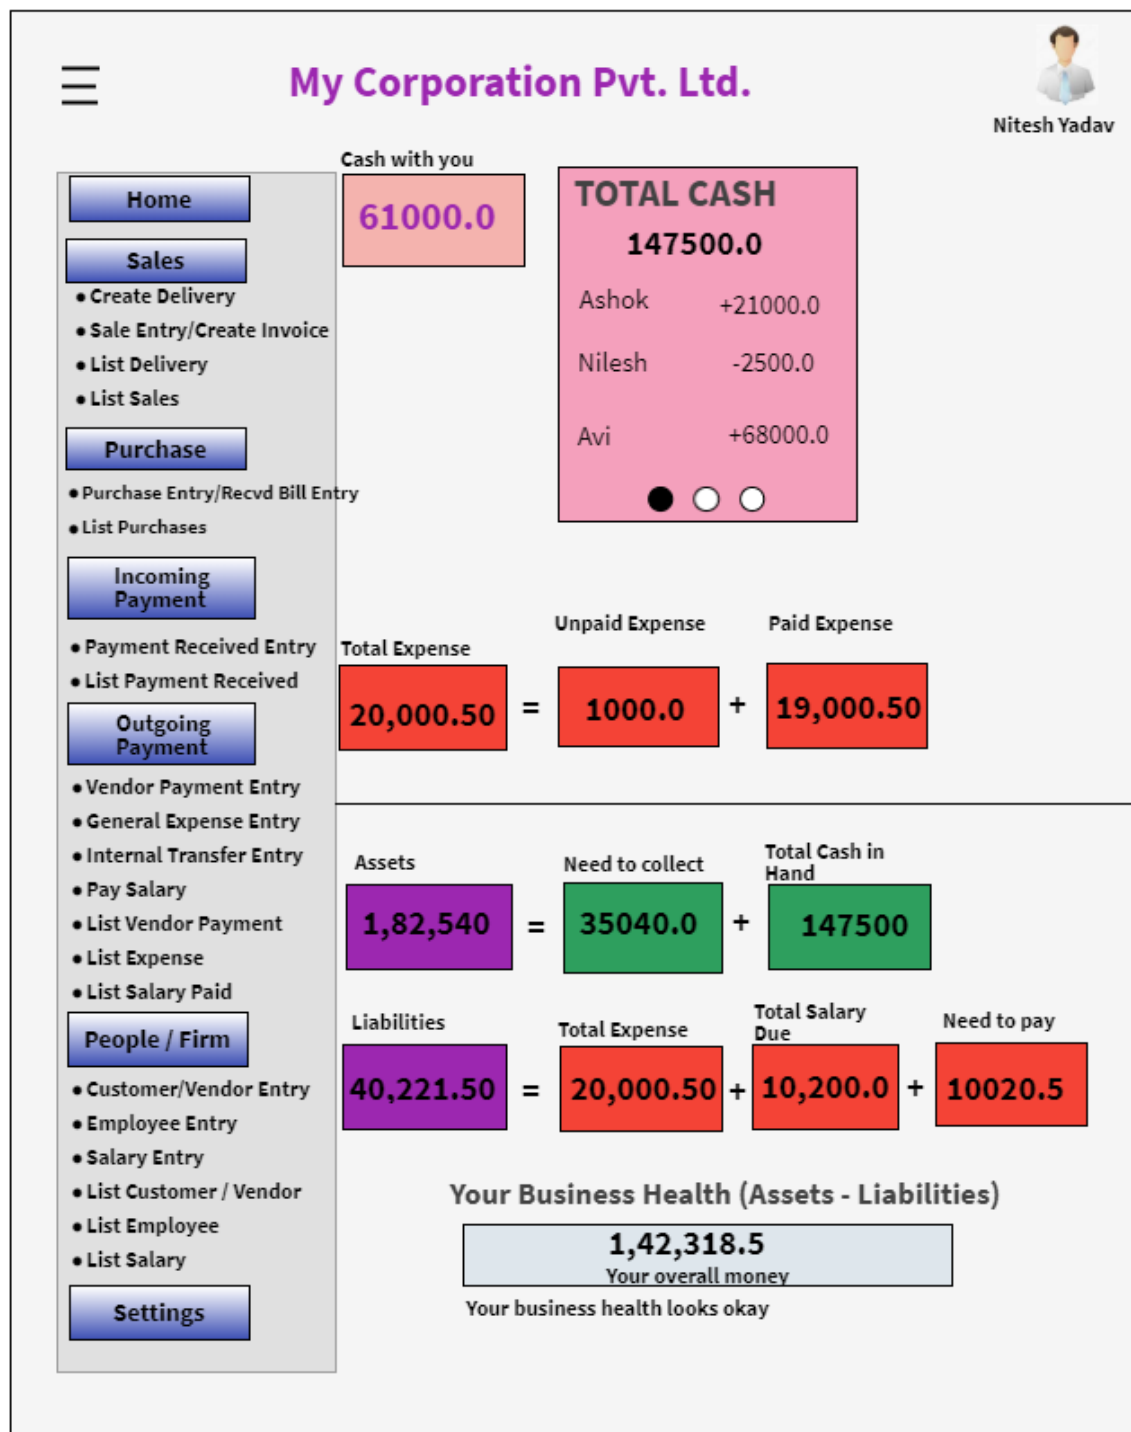 My Corporation Pvt. Ltd.
Nitesh Yadav
Home
Sales
Create Delivery
Sale Entry/Create Invoice
List Delivery
List Sales
Purchase
Purchase Entry/Recvd Bill Entry
List Purchases
Incoming
Payment
Payment Received Entry
List Payment Received
Outgoing
Payment
Vendor Payment Entry
General Expense Entry
Internal Transfer Entry
Pay Salary
List Vendor Payment
List Expense
List Salary Paid
People / Firm
Customer/Vendor Entry
Employee Entry
Salary Entry
List Customer / Vendor
List Employee
List Salary
Settings
Cash with you
61000.0
TOTAL CASH
147500.0
Ashok +21000.0
Nilesh -2500.0
Avi +68000.0
Total Expense
20,000.50
=
Unpaid Expense
1000.0
+
Paid Expense
19,000.50
Assets
1,82,540
=
Need to collect
35040.0
+
Total Cash in
Hand
147500
Liabilities
40,221.50
=
Total Expense
20,000.50
+
Total Salary
Due
10,200.0
+
Need to pay
10020.5
Your Business Health (Assets - Liabilities)
1,42,318.5
Your overall money
Your business health looks okay